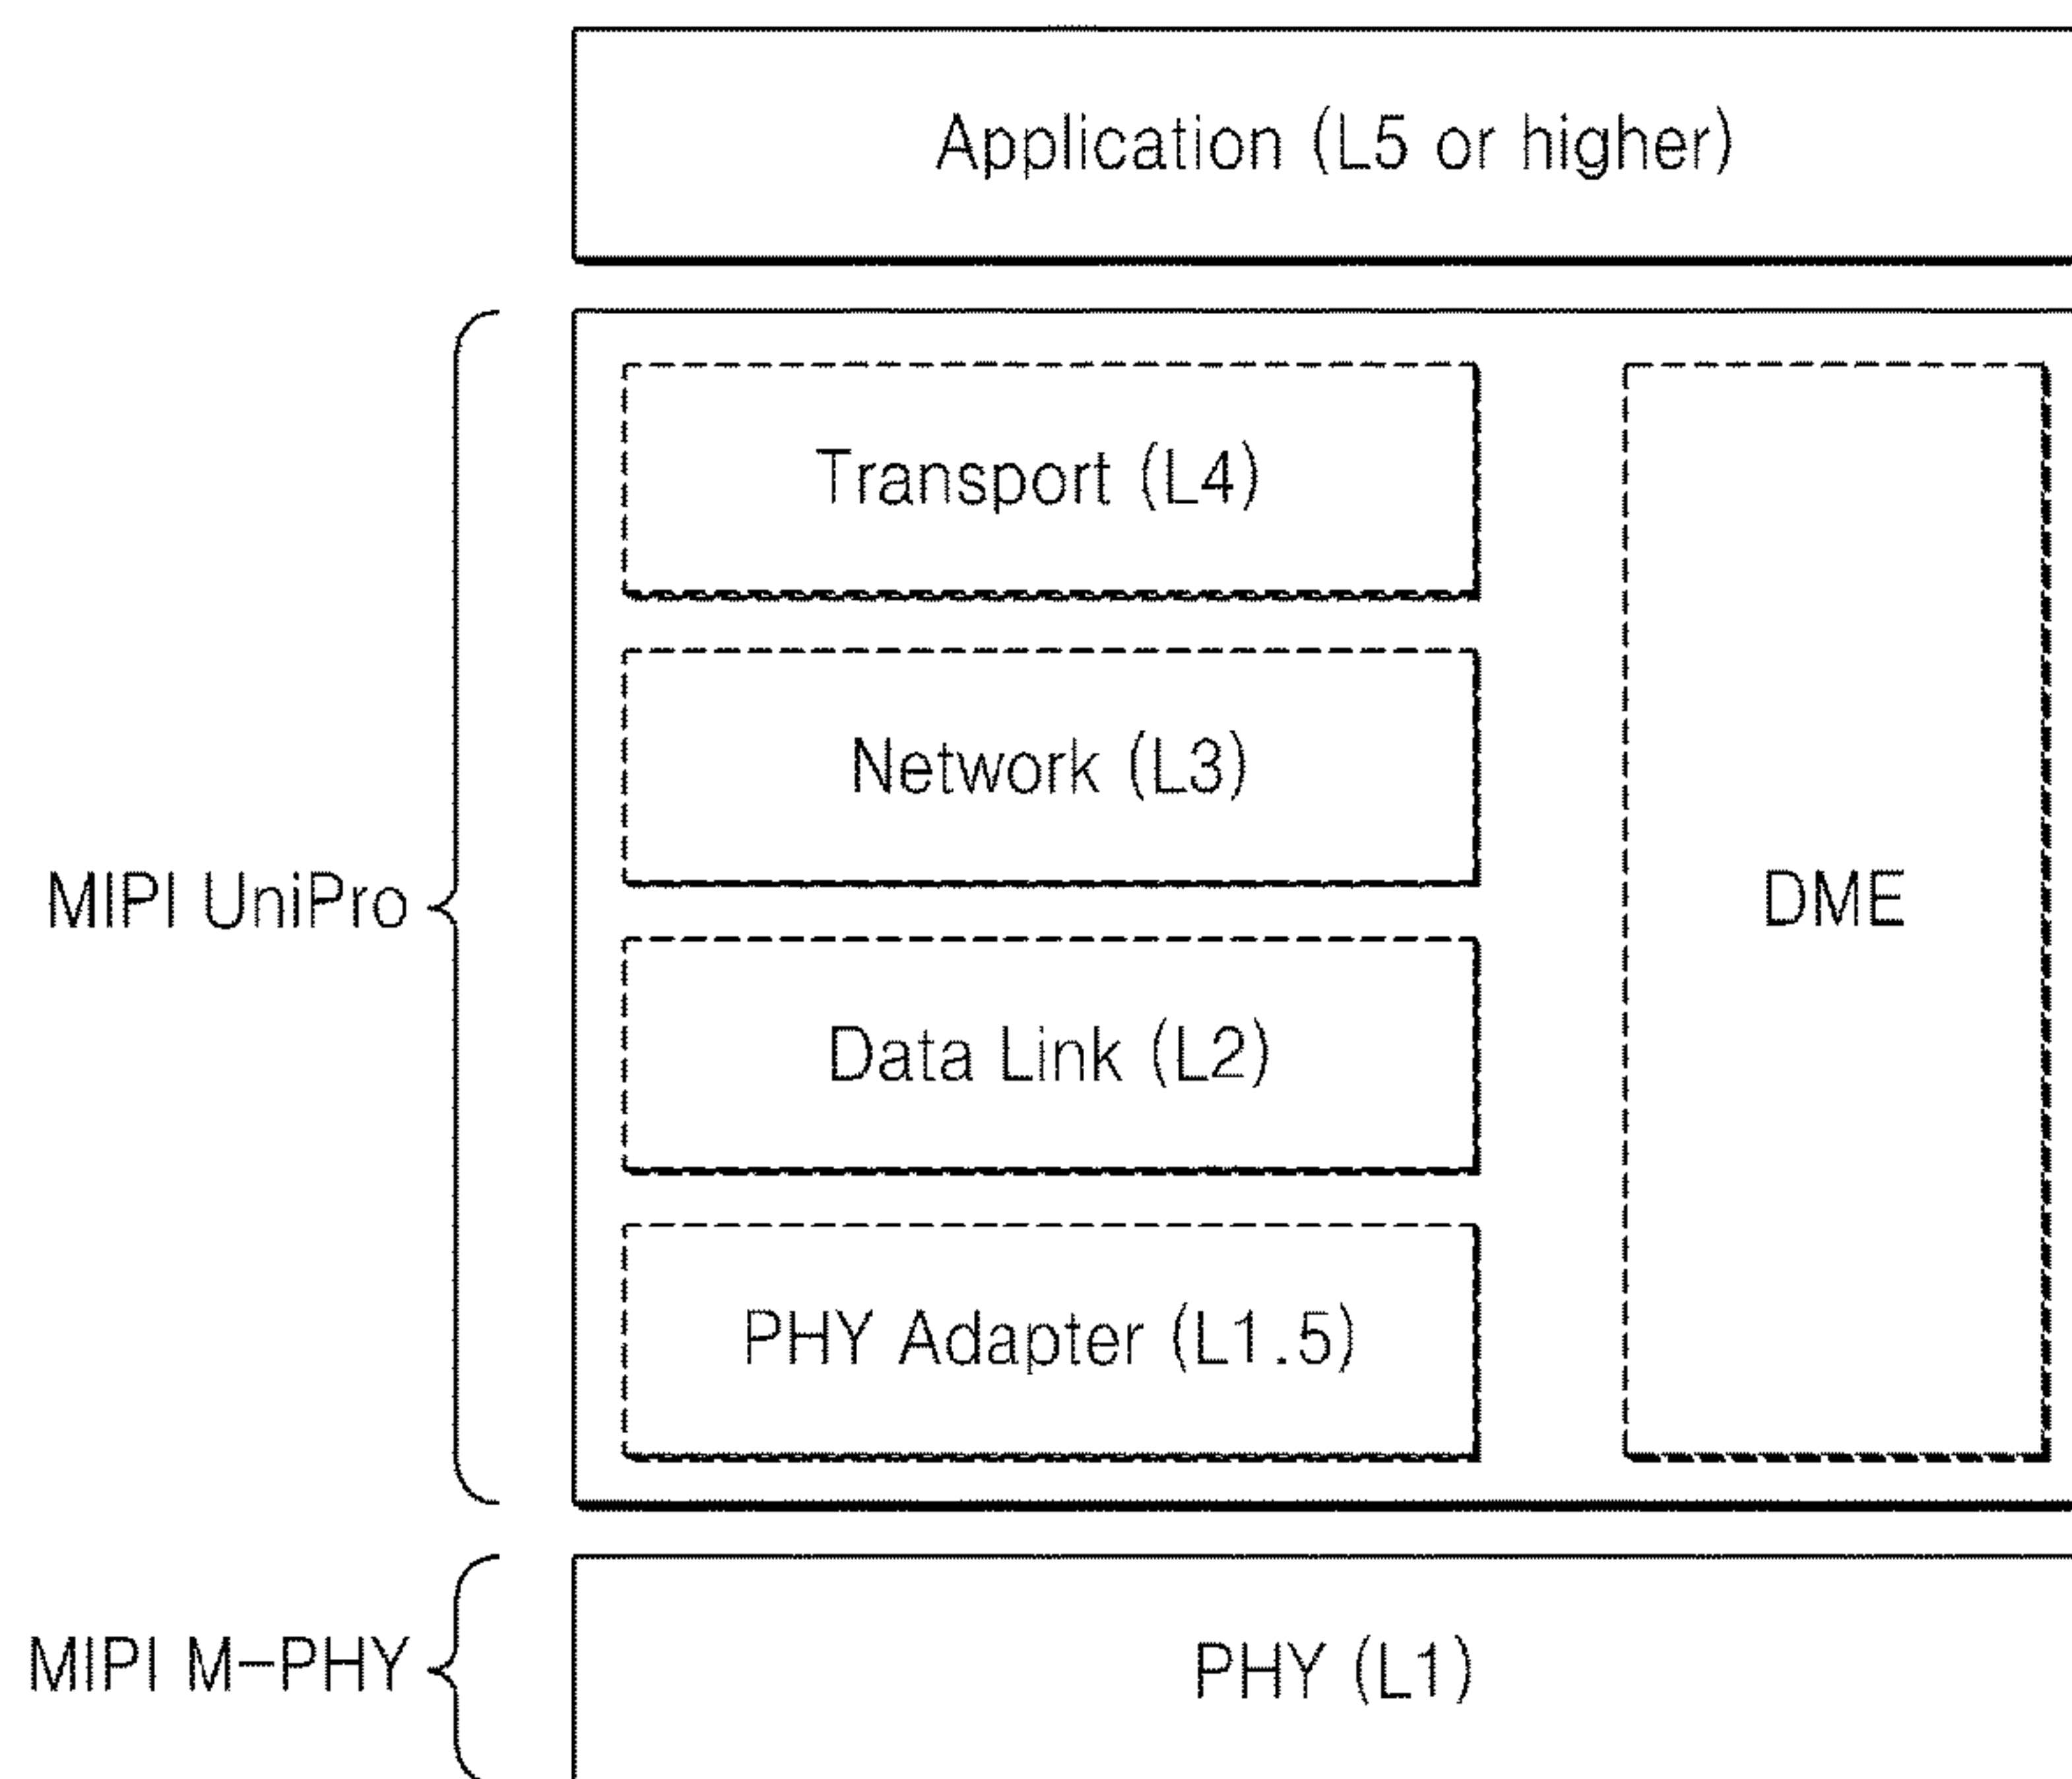 Application (L5 or higher)
Transport (L4)
Network (L3)
MIPI UniPro
DME
Data Link (L2)
PHY Adapter (L1.5)
MIPI M-PHY
PHY (L1)